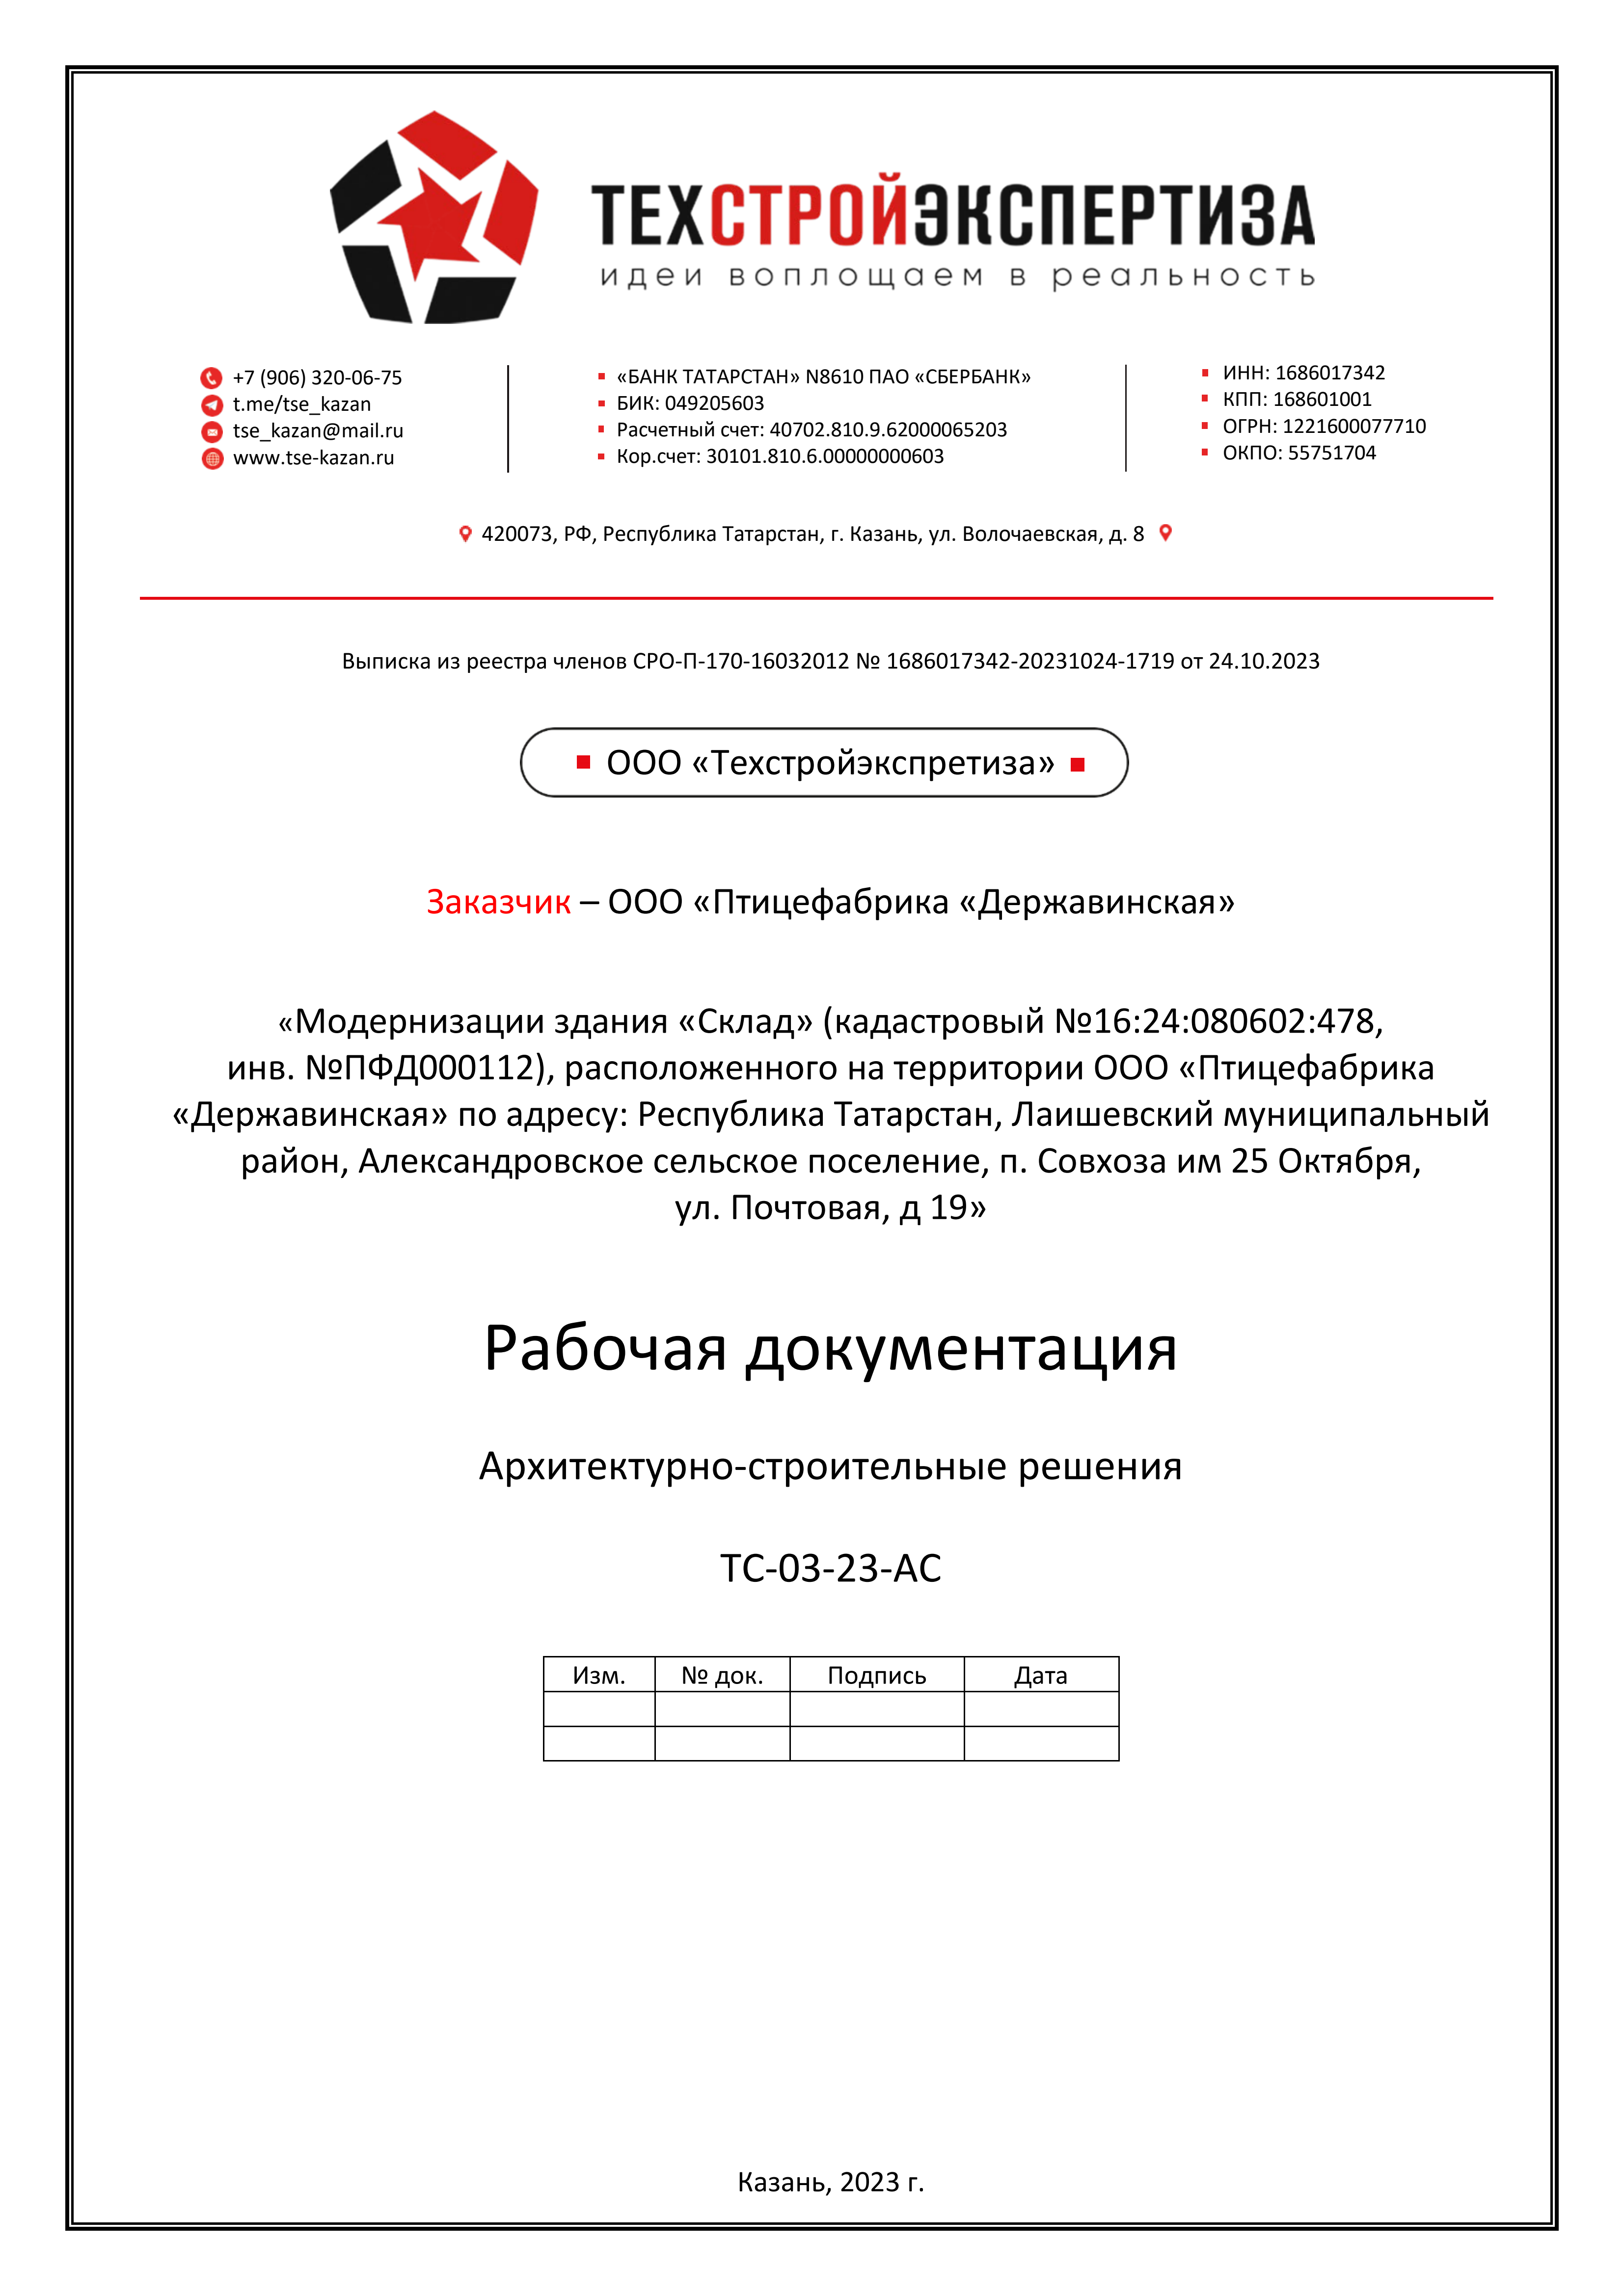 ТЕХСТРОЙЭКСПЕРТИЗА
идеи воплощаем в реальность
+7 (906) 320-06-75
t.me/tse_kazan
tse_kazan@mail.ru
www.tse-kazan.ru
«БАНК ТАТАРСТАН» N8610 ПАО «СБЕРБАНК»
БИК: 049205603
Расчетный счет: 40702.810.9.62000065203
Кор.счет: 30101.810.6.00000000603
ИНН: 1686017342
КПП: 168601001
ОГРН: 1221600077710
ОКПО: 55751704
420073, РФ, Республика Татарстан, г. Казань, ул. Волочаевская, д. 8
Выписка из реестра членов СРО-П-170-16032012 № 1686017342-20231024-1719 от 24.10.2023
ООО «Техстройэкспретиза»
Заказчик – ООО «Птицефабрика «Державинская»
«Модернизации здания «Склад» (кадастровый №16:24:080602:478,
инв. №ПФД000112), расположенного на территории ООО «Птицефабрика
«Державинская» по адресу: Республика Татарстан, Лаишевский муниципальный
район, Александровское сельское поселение, п. Совхоза им 25 Октября,
ул. Почтовая, д 19»
Рабочая документация
Архитектурно-строительные решения
ТС-03-23-АС
Изм. № док. Подпись Дата
Казань, 2023 г.